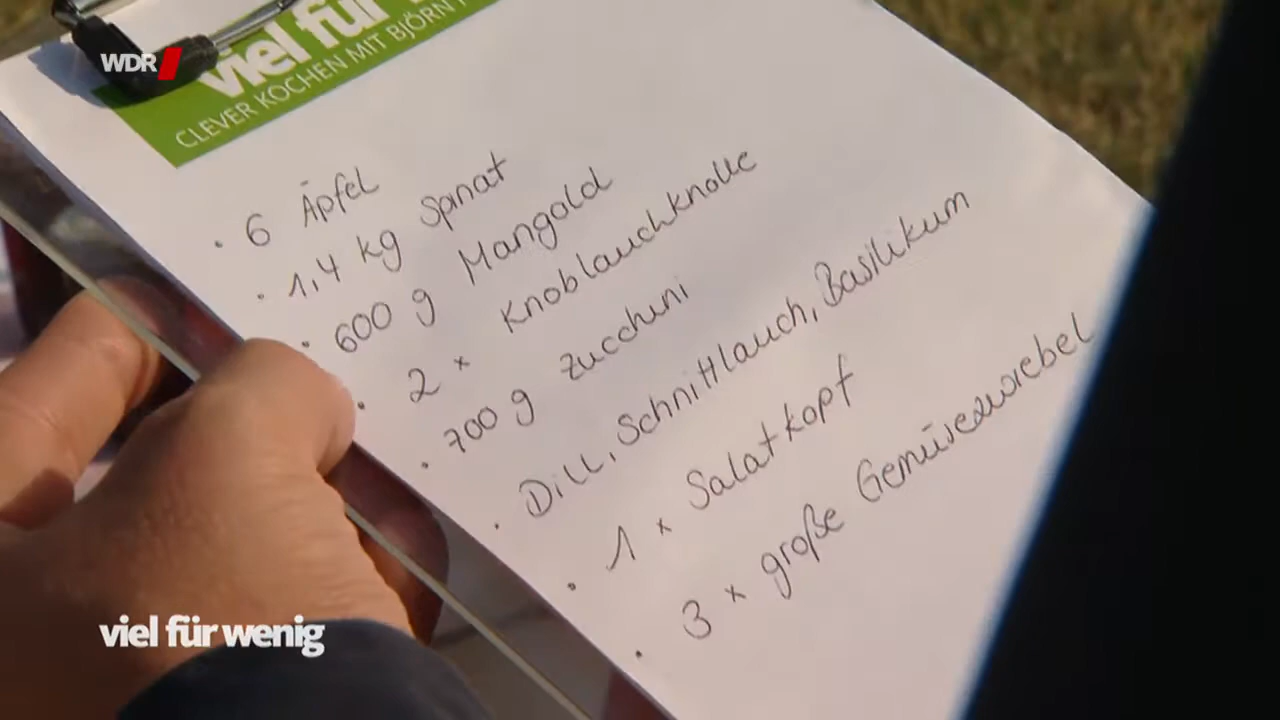 WDR
viel für
CLEVER KOCHEN MIT BJÖRN
· 6 Äpfel
· 1,4 kg Spinat
· 600 g Mangold
· 2 x Knoblauchknolle
· 700 g Zucchini
· Dill, Schnittlauch, Basilikum
· 1 x Salatkopf
· 3 x große Gemüsezwiebel
viel für wenig